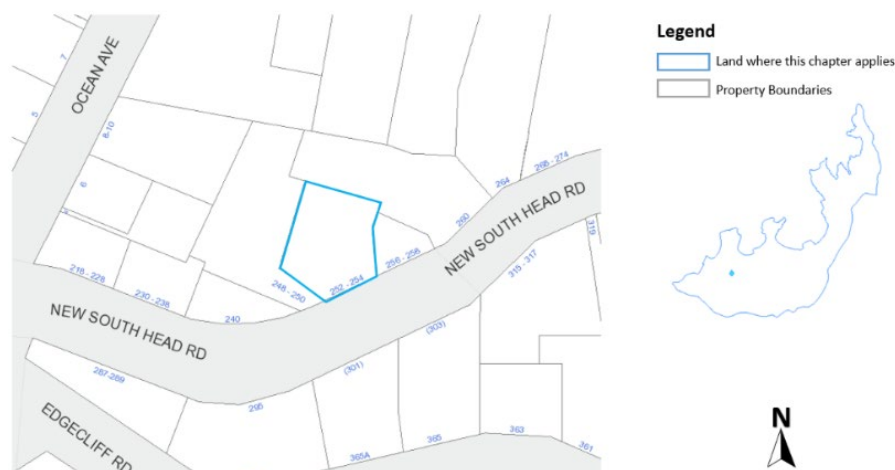 OCEAN AVE
7
5
8-10
6
218 - 228
230 - 238
240
248 - 250
252 - 254
256 - 258
260
264
268 - 274
NEW SOUTH HEAD RD
NEW SOUTH HEAD RD
315 - 317
319
(303)
(301)
295
287-289
EDGECLIFF RD
365A
365
363
361
Legend
Land where this chapter applies
Property Boundaries
N